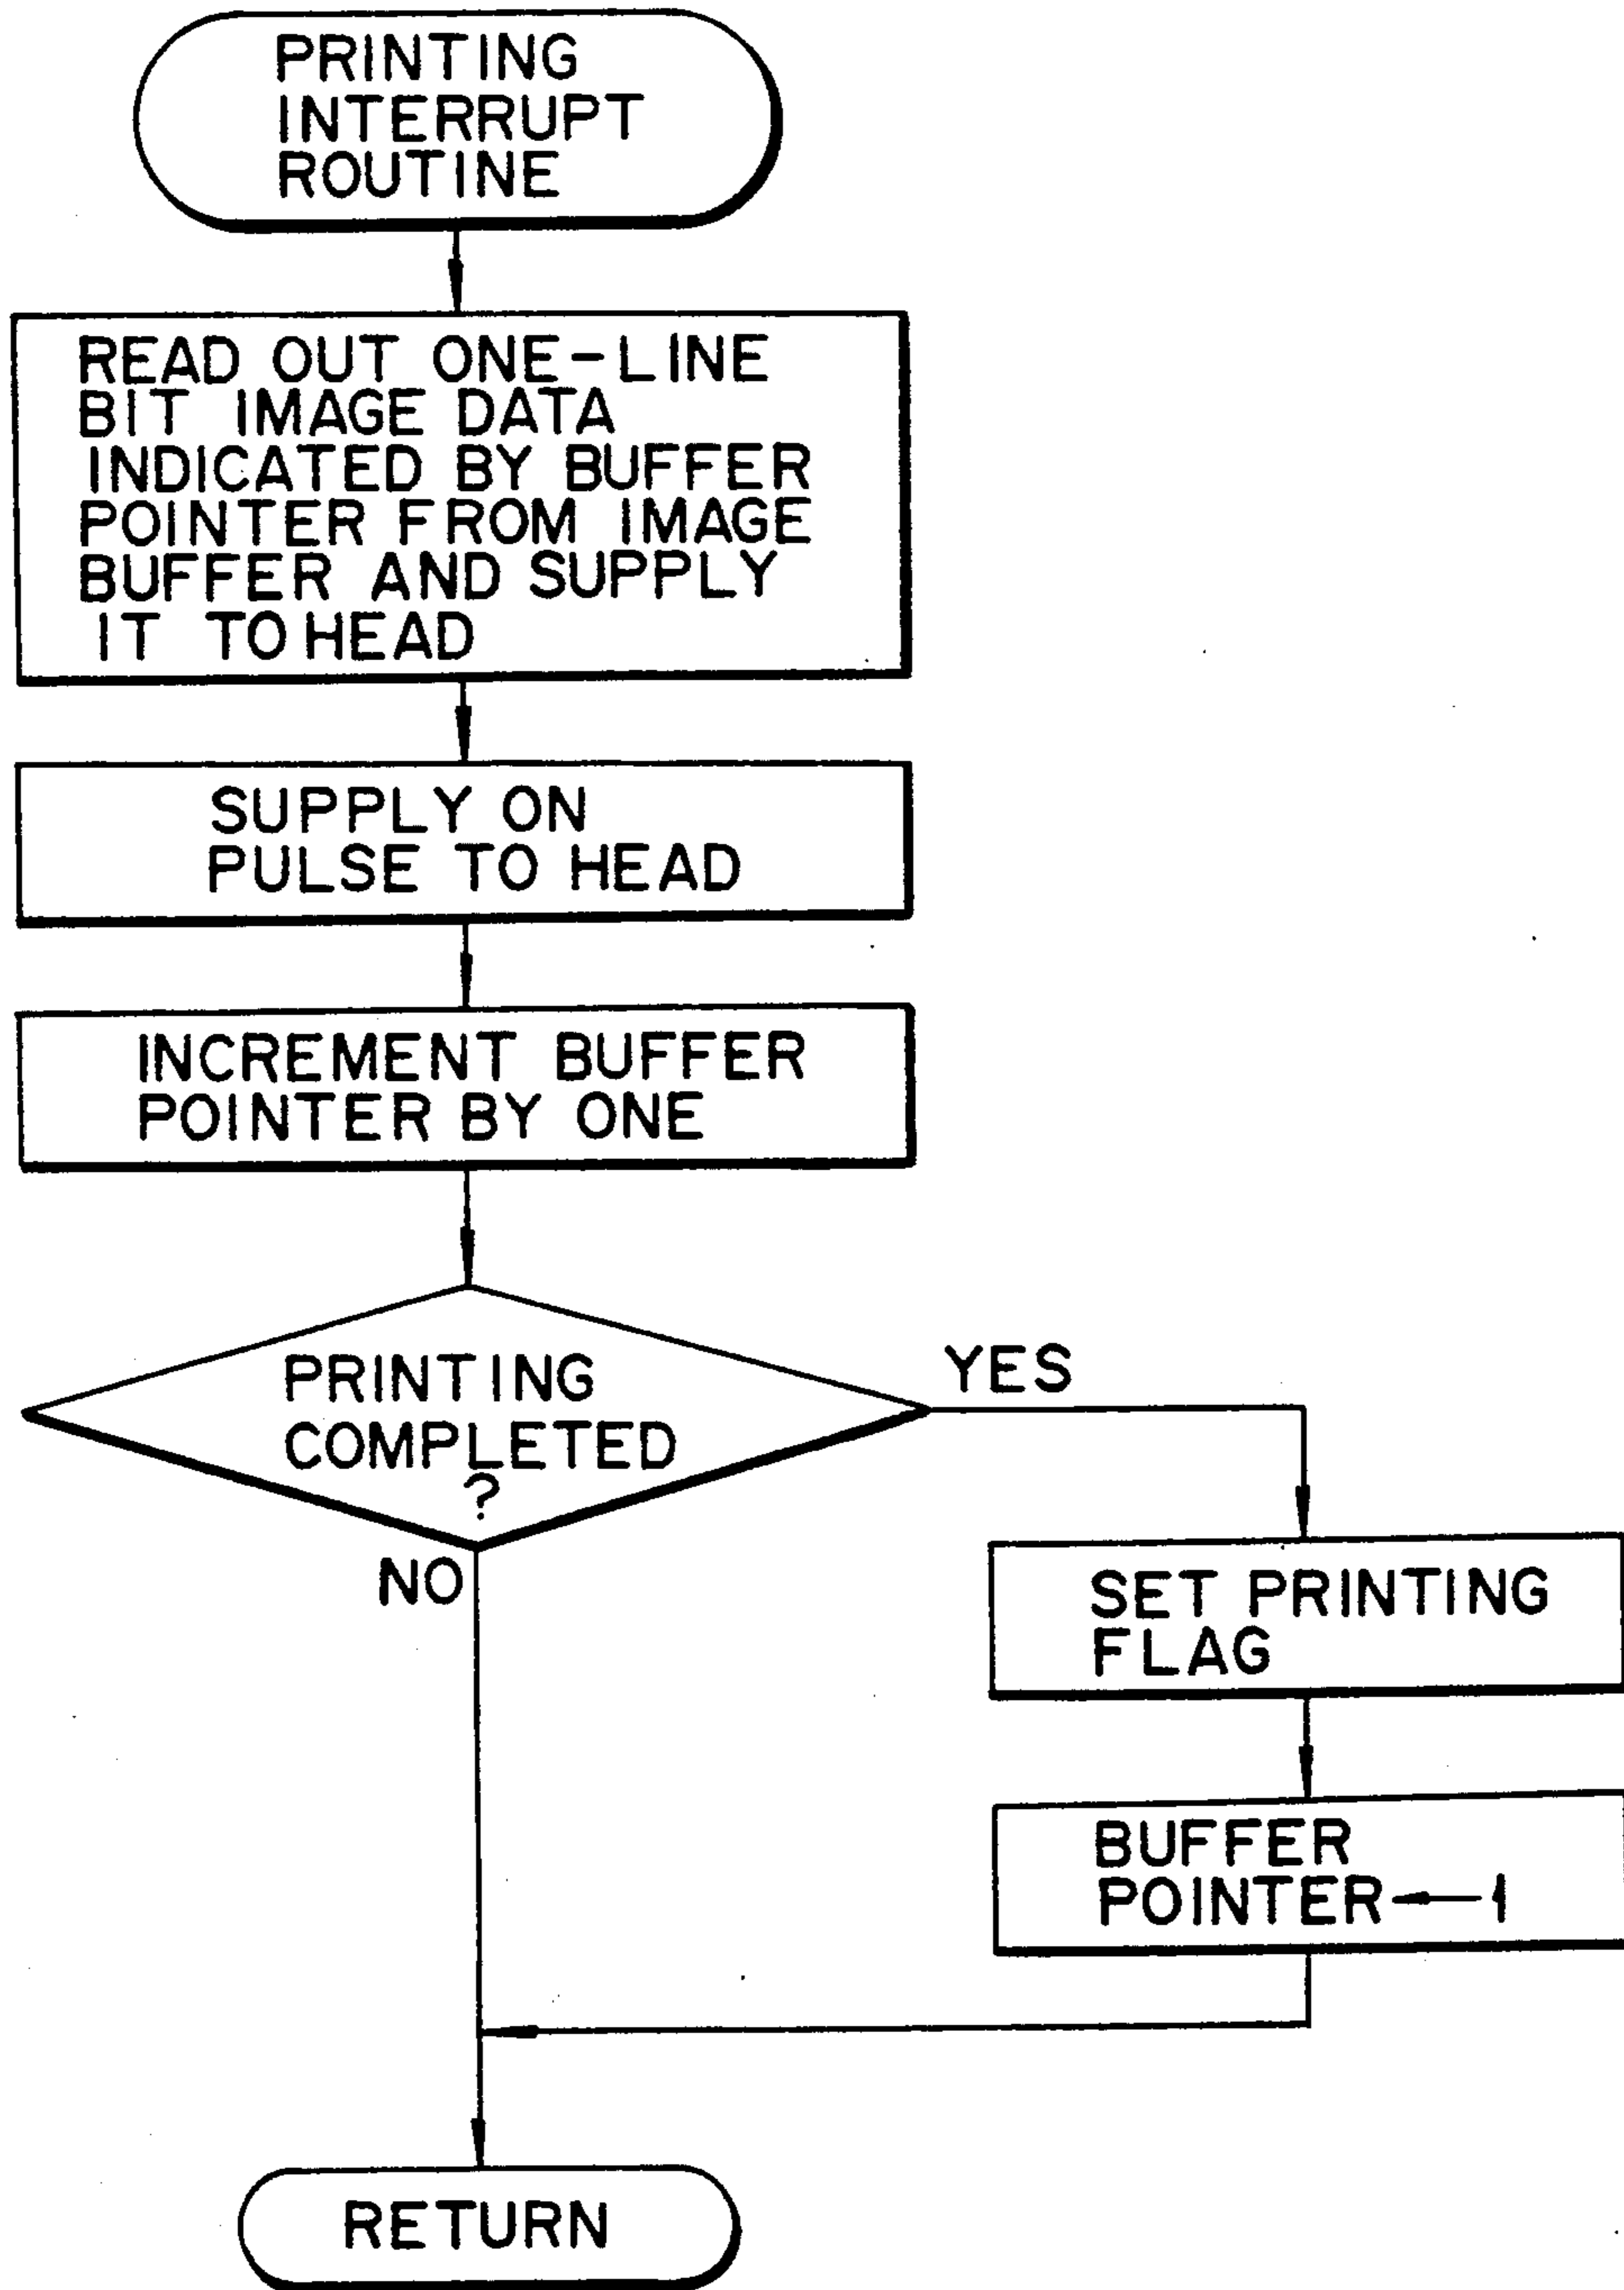 PRINTING
INTERRUPT
ROUTINE
READ OUT ONE-LINE
BIT IMAGE DATA
INDICATED BY BUFFER
POINTER FROM IMAGE
BUFFER AND SUPPLY
IT TO HEAD
SUPPLY ON
PULSE TO HEAD
INCREMENT BUFFER
POINTER BY ONE
PRINTING
COMPLETED
?
YES
NO
SET PRINTING
FLAG
BUFFER
POINTER ← 1
RETURN